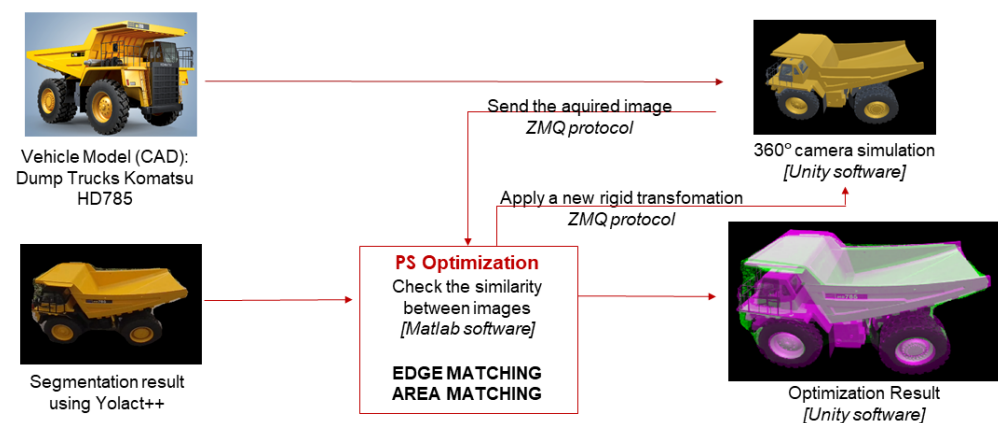 Send the aquired image
ZMQ protocol
Vehicle Model (CAD):
Dump Trucks Komatsu
HD785
360º camera simulation
[Unity software]
Apply a new rigid transfomation
ZMQ protocol
PS Optimization
Check the similarity
between images
[Matlab software]
EDGE MATCHING
AREA MATCHING
Segmentation result
using Yolact++
Optimization Result
[Unity software]